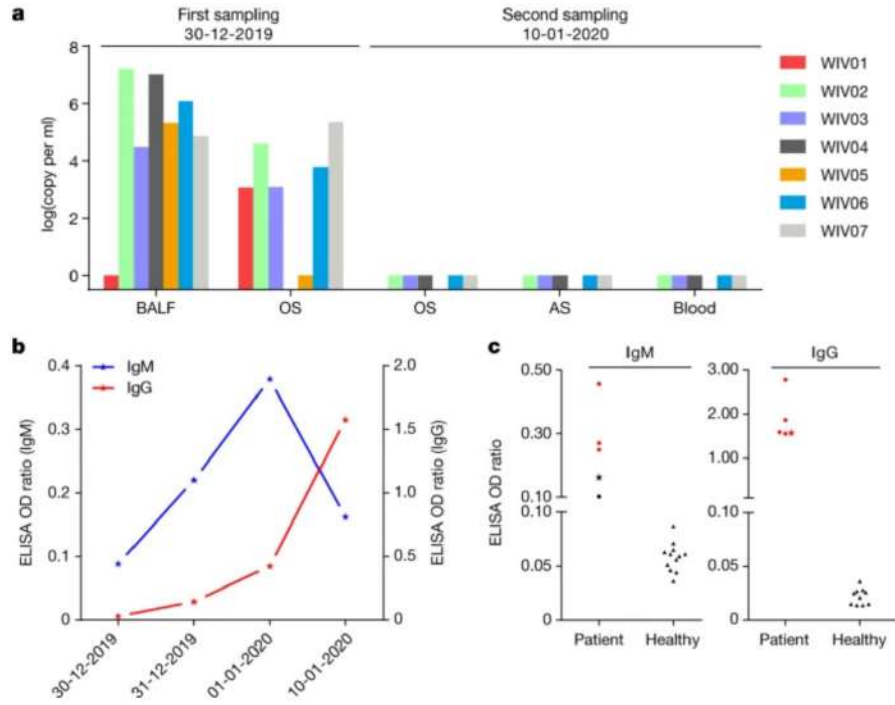 a
First sampling
30-12-2019
Second sampling
10-01-2020
log(copy per ml)
8
6
4
2
0
BALF
OS
OS
AS
Blood
WIV01
WIV02
WIV03
WIV04
WIV05
WIV06
WIV07
b
IgM
IgG
ELISA OD ratio (IgM)
0.4
0.3
0.2
0.1
0
ELISA OD ratio (IgG)
2.0
1.5
1.0
0.5
0
30-12-2019
31-12-2019
01-01-2020
10-01-2020
c
IgM
IgG
ELISA OD ratio
0.50
0.30
0.10
0.10
0.05
0
Patient
Healthy
3.00
2.00
1.00
0.10
0.05
0
Patient
Healthy